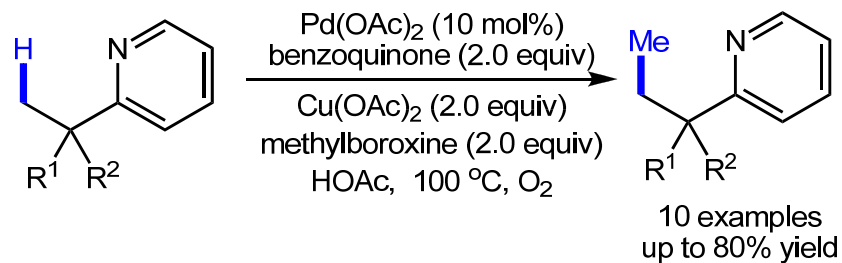 H
N
R¹
R²
Pd(OAc)₂ (10 mol%)
benzoquinone (2.0 equiv)
Cu(OAc)₂ (2.0 equiv)
methylboroxine (2.0 equiv)
HOAc, 100 °C, O₂
Me
N
R¹
R²
10 examples
up to 80% yield